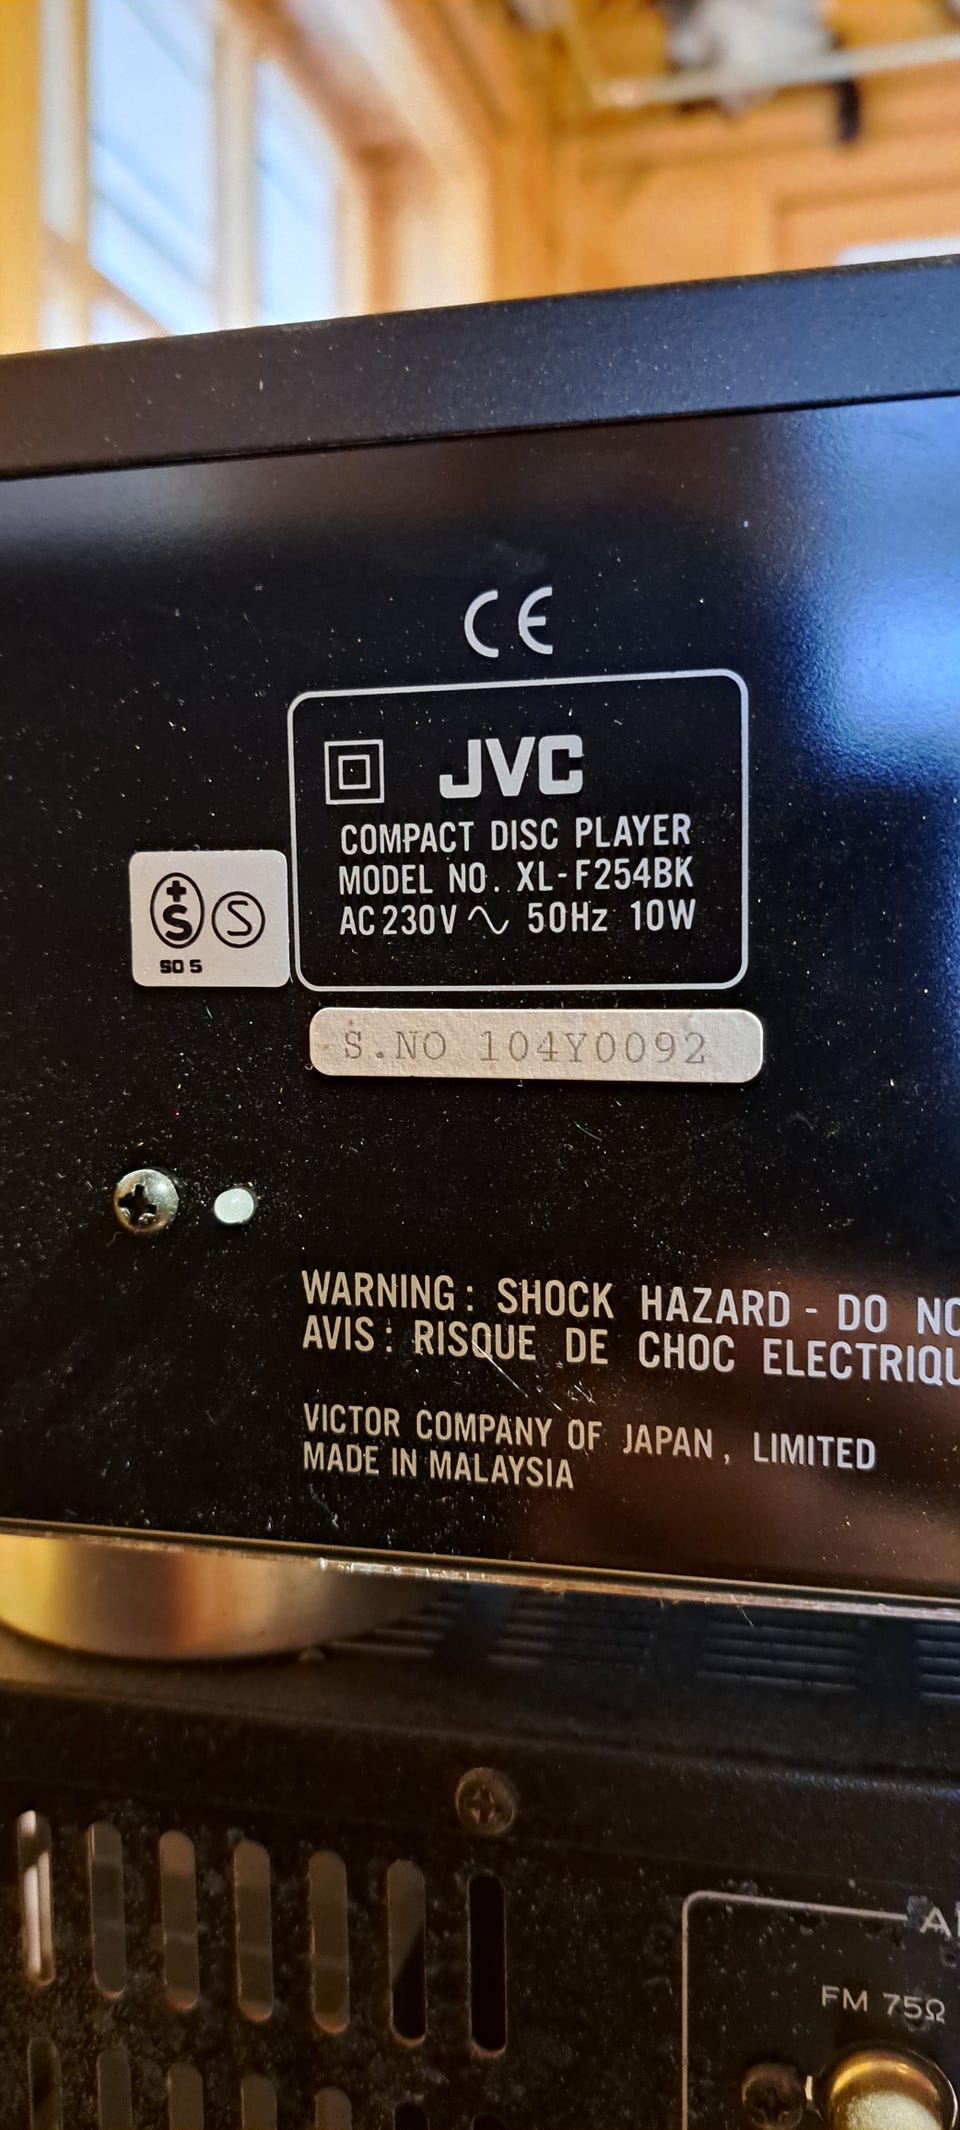 CE
JVC
COMPACT DISC PLAYER
MODEL NO. XL-F254BK
AC 230V ∿ 50Hz 10W
+S S
SO 5
S.NO 104Y0092
WARNING: SHOCK HAZARD - DO
AVIS: RISQUE DE CHOC
VICTOR COMPANY OF JAPAN, LIMITED
MADE IN MALAYSIA
FM 75Ω